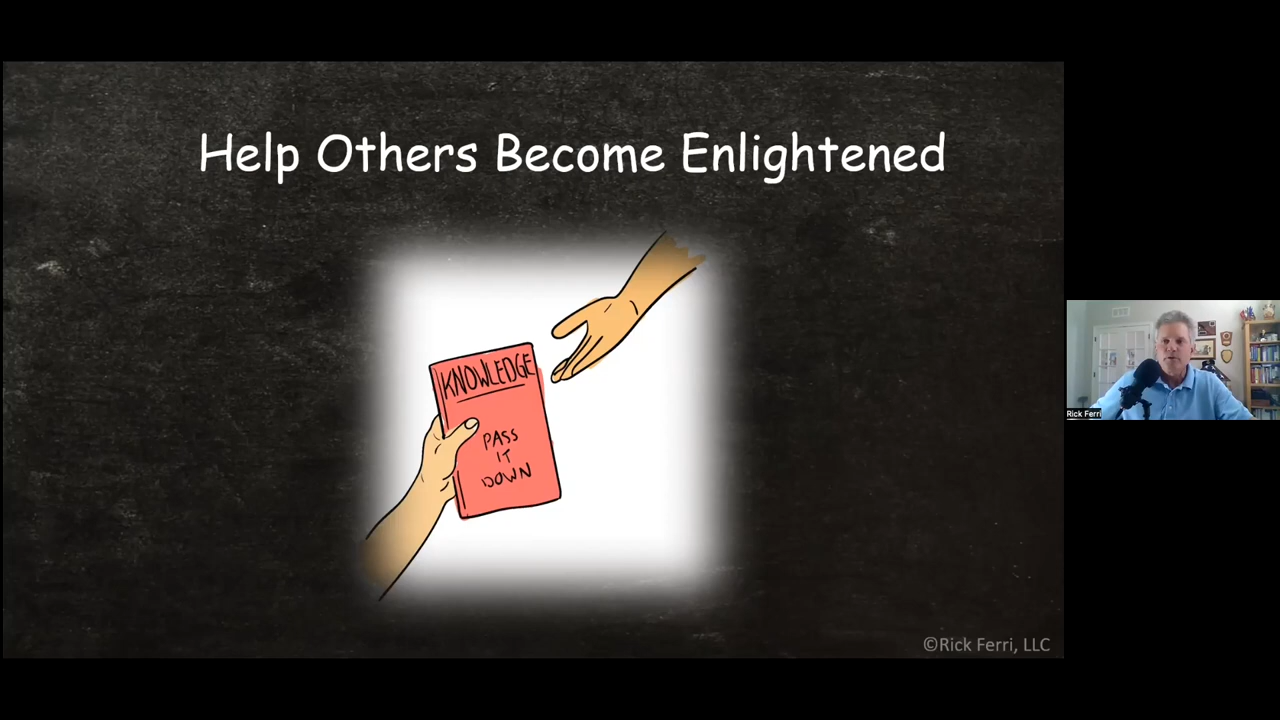 Help Others Become Enlightened
KNOWLEDGE
PASS
IT
DOWN
Rick Ferri
©Rick Ferri, LLC